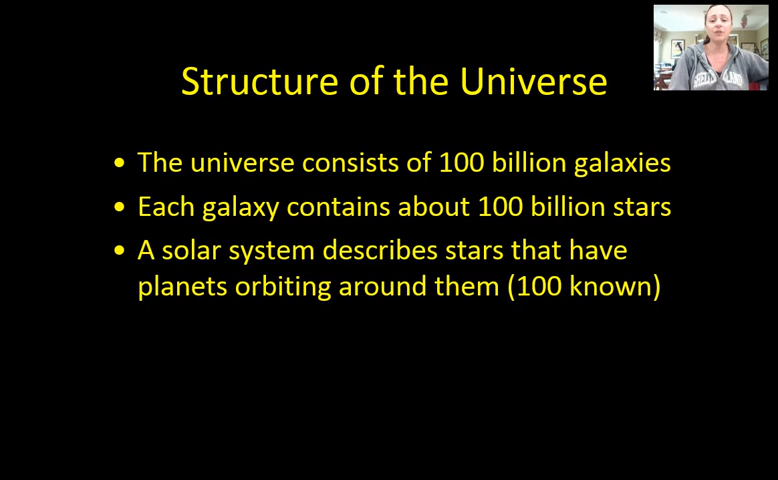 Structure of the Universe
• The universe consists of 100 billion galaxies
• Each galaxy contains about 100 billion stars
• A solar system describes stars that have
planets orbiting around them (100 known)